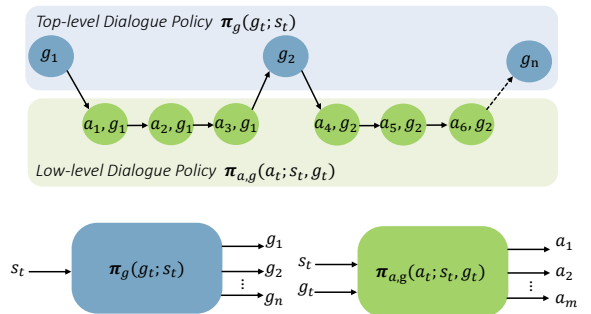 Top-level Dialogue Policy π_g(g_t; s_t)
g_1 g_2 g_n
a_1, g_1 a_2, g_1 a_3, g_1 a_4, g_2 a_5, g_2 a_6, g_2
Low-level Dialogue Policy π_{a,g}(a_t; s_t, g_t)
s_t
π_g(g_t; s_t)
g_1
g_2
⋮
g_n
s_t
g_t
π_{a,g}(a_t; s_t, g_t)
a_1
a_2
⋮
a_m